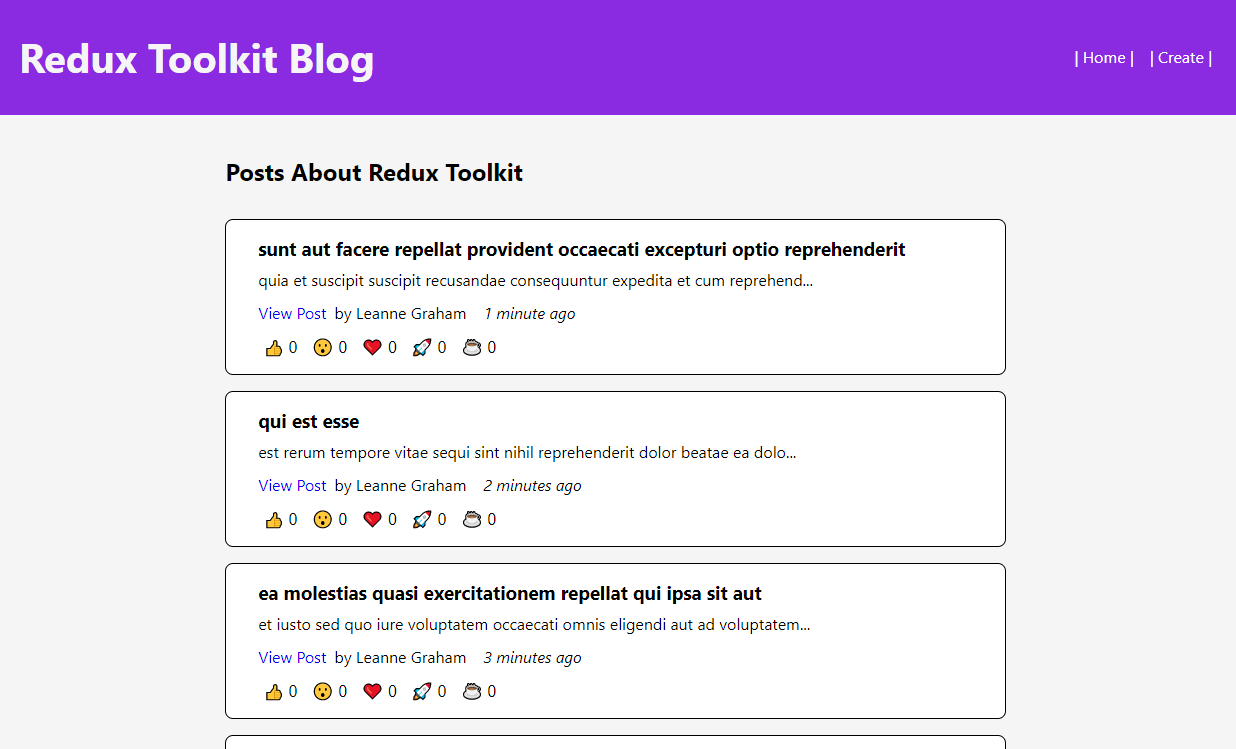 Redux Toolkit Blog
| Home | | Create |
Posts About Redux Toolkit
sunt aut facere repellat provident occaecati excepturi optio reprehenderit
quia et suscipit suscipit recusandae consequuntur expedita et cum reprehend...
View Post by Leanne Graham 1 minute ago
👍 0 😮 0 ❤️ 0 🚀 0 ☕ 0
qui est esse
est rerum tempore vitae sequi sint nihil reprehenderit dolor beatae ea dolo...
View Post by Leanne Graham 2 minutes ago
👍 0 😮 0 ❤️ 0 🚀 0 ☕ 0
ea molestias quasi exercitationem repellat qui ipsa sit aut
et iusto sed quo iure voluptatem occaecati omnis eligendi aut ad voluptatem...
View Post by Leanne Graham 3 minutes ago
👍 0 😮 0 ❤️ 0 🚀 0 ☕ 0